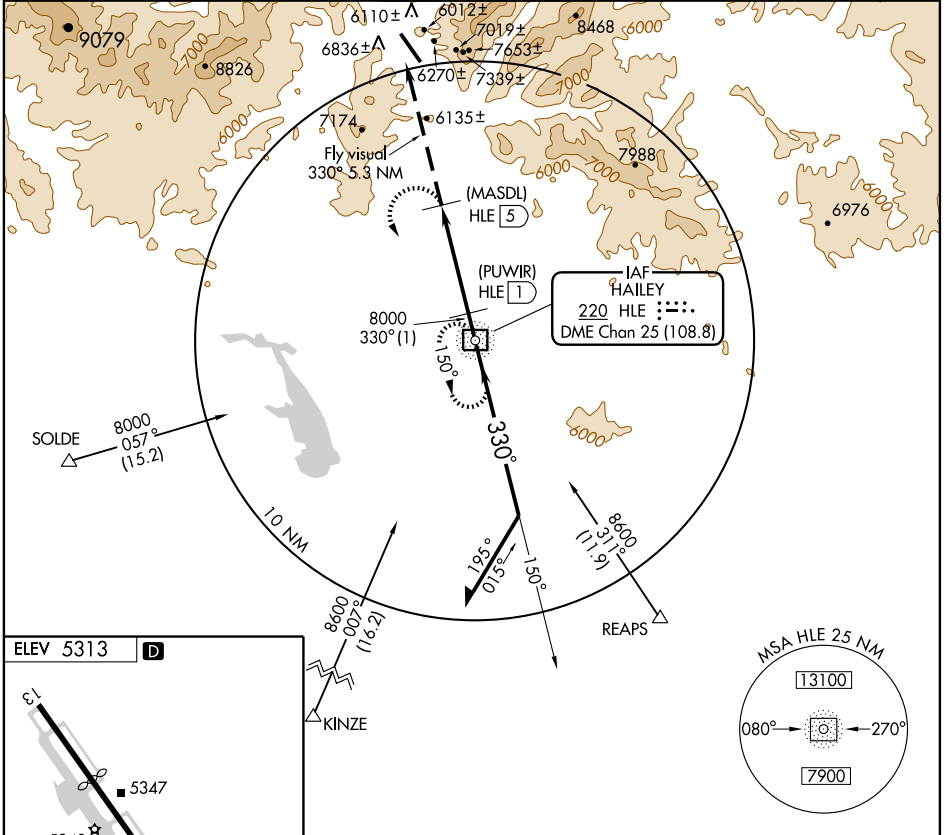 6110±
6012±
7019±
7653±
8468
6000
9079
7000
8826
6836±
6270±
7339±
7000
6000
7174
6135±
Fly visual
330° 5.3 NM
6000
7000
7988
6000
6976
(MASDL)
HLE 5
(PUWIR)
HLE 1
IAF
HAILEY
220 HLE
DME Chan 25 (108.8)
8000
330° (1)
150°
8000
057°
(15.2)
SOLDE
330°
6000
10 NM
195°
015°
150°
8600
311°
(11.9)
REAPS
8600
007°
(16.2)
KINZE
MSA HLE 25 NM
13100
080°
270°
7900
ELEV 5313
D
13
5347